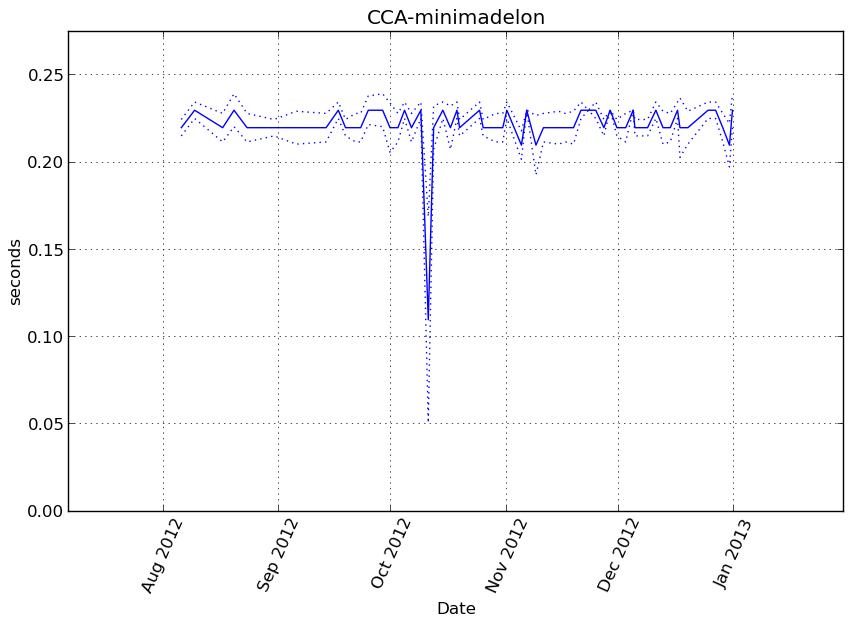 CCA-minimadelon
0.25
0.20
0.15
0.10
0.05
0.00
seconds
Aug 2012
Sep 2012
Oct 2012
Nov 2012
Dec 2012
Jan 2013
Date